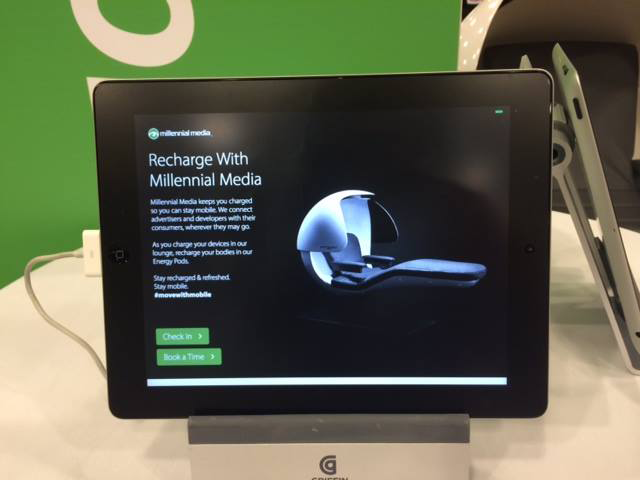 millennial media
Recharge With
Millennial Media
Millennial Media keeps you charged
so you can stay mobile. We connect
advertisers and developers with their
consumers, wherever they may go.
As you charge your devices in our
lounge, recharge your bodies in our
Energy Pods.
Stay recharged & refreshed.
Stay mobile.
#movewithmobile
Check In >
Book a Time >
GRIFFIN